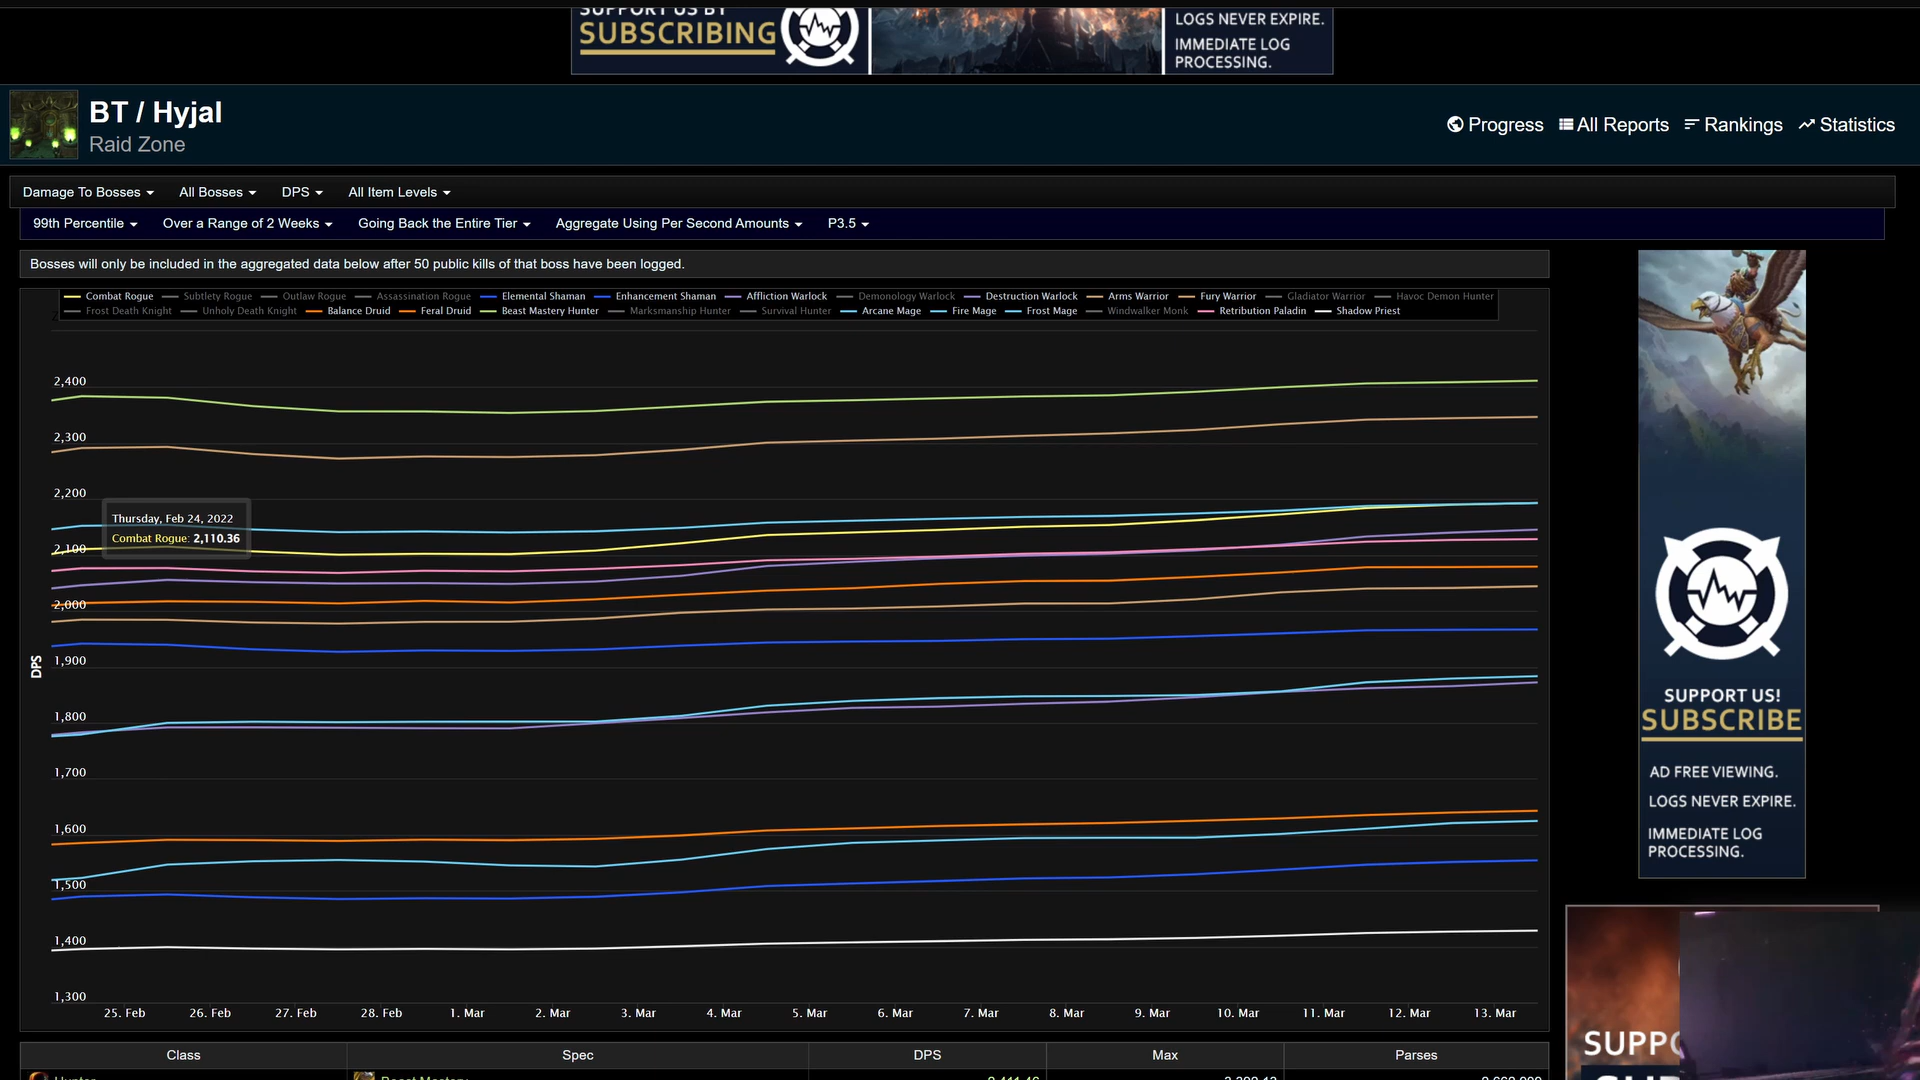 SUPPORT US BY
SUBSCRIBING
LOGS NEVER EXPIRE.
IMMEDIATE LOG
PROCESSING.
BT / Hyjal
Raid Zone
Progress All Reports Rankings Statistics
Damage To Bosses All Bosses DPS All Item Levels
99th Percentile Over a Range of 2 Weeks Going Back the Entire Tier Aggregate Using Per Second Amounts P3.5
Bosses will only be included in the aggregated data below after 50 public kills of that boss have been logged.
Combat Rogue Subtlety Rogue Outlaw Rogue Assassination Rogue Elemental Shaman Enhancement Shaman Affliction Warlock Demonology Warlock Destruction Warlock Arms Warrior Fury Warrior Gladiator Warrior Havoc Demon Hunter
Frost Death Knight Unholy Death Knight Balance Druid Feral Druid Beast Mastery Hunter Marksmanship Hunter Survival Hunter Arcane Mage Fire Mage Frost Mage Windwalker Monk Retribution Paladin Shadow Priest
2,400
2,300
2,200
Thursday, Feb 24, 2022
Combat Rogue: 2,110.36
2,100
2,000
1,900
DPS
1,800
1,700
1,600
1,500
1,400
1,300
25. Feb 26. Feb 27. Feb 28. Feb 1. Mar 2. Mar 3. Mar 4. Mar 5. Mar 6. Mar 7. Mar 8. Mar 9. Mar 10. Mar 11. Mar 12. Mar 13. Mar
Class Spec DPS Max Parses
Hunter Beast Mastery
SUPPORT US!
SUBSCRIBE
AD FREE VIEWING.
LOGS NEVER EXPIRE.
IMMEDIATE LOG
PROCESSING.